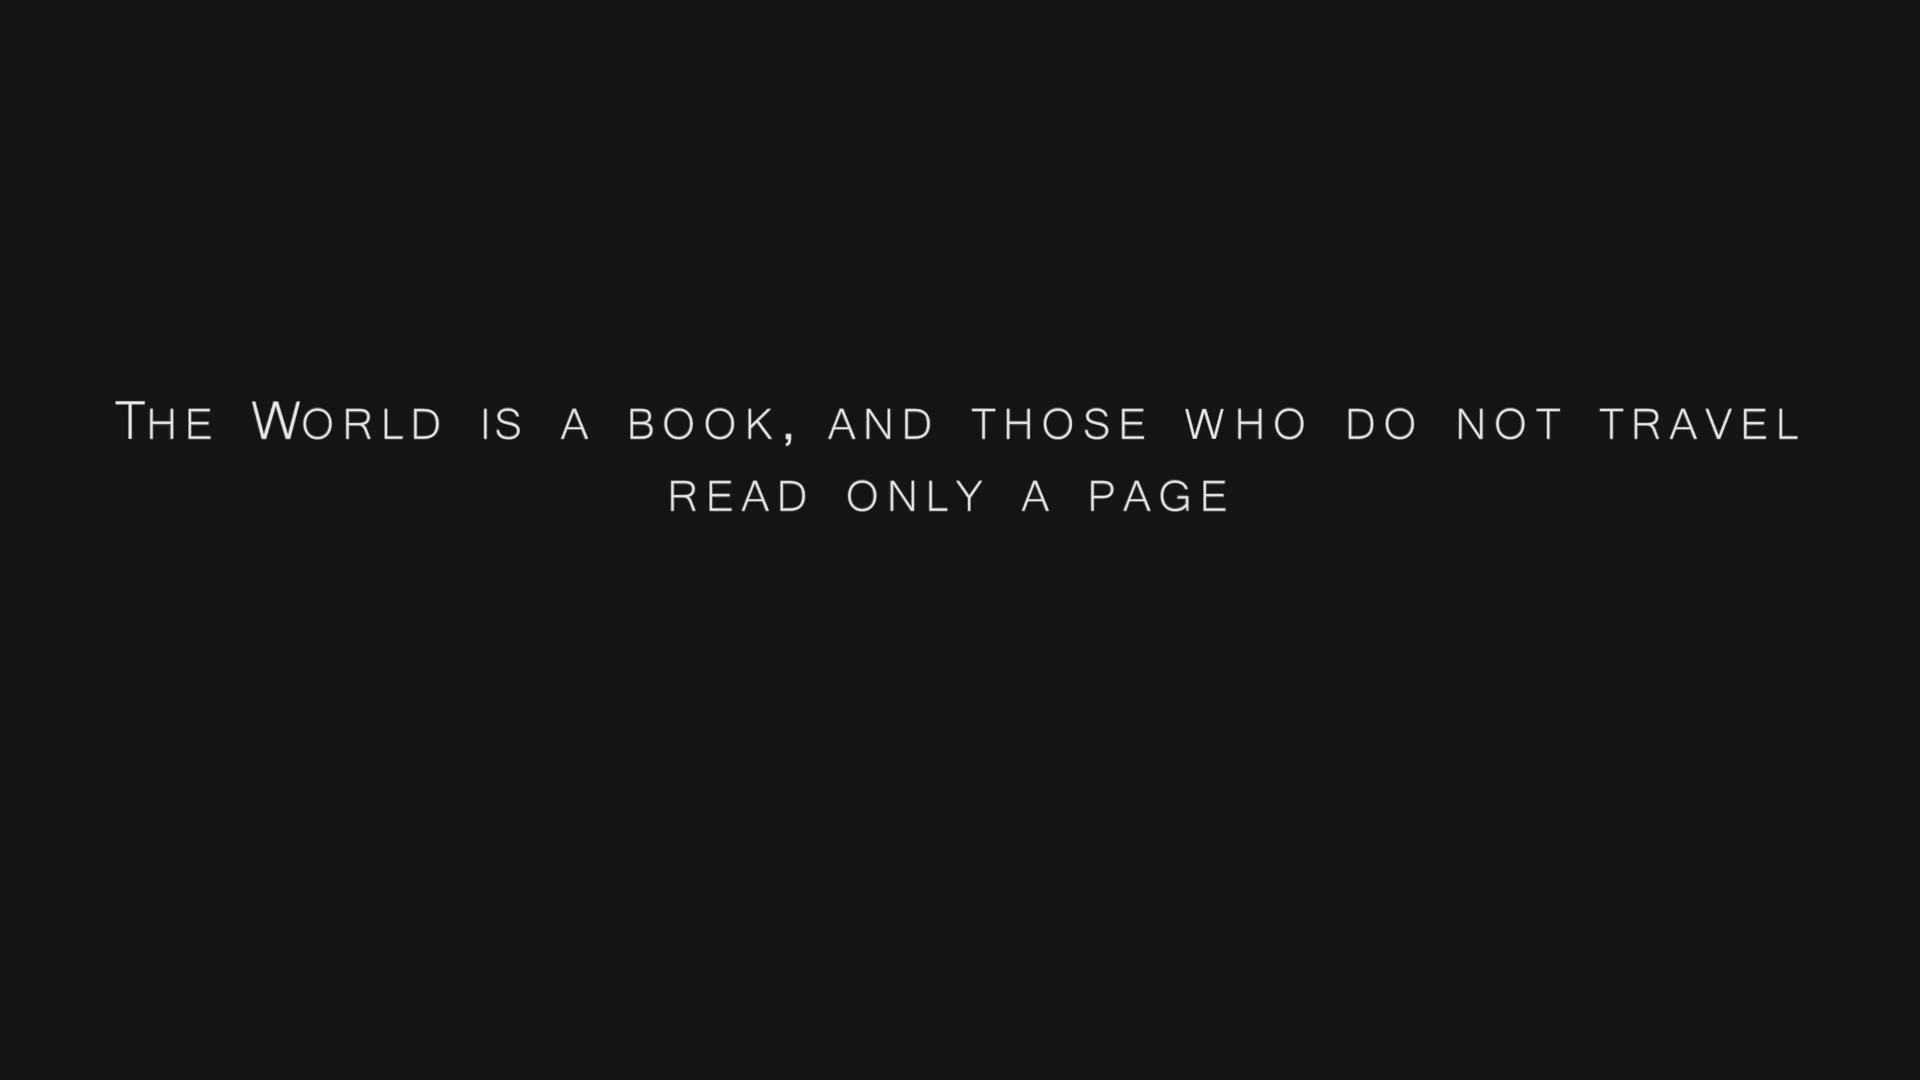 The World is a book, and those who do not travel
read only a page